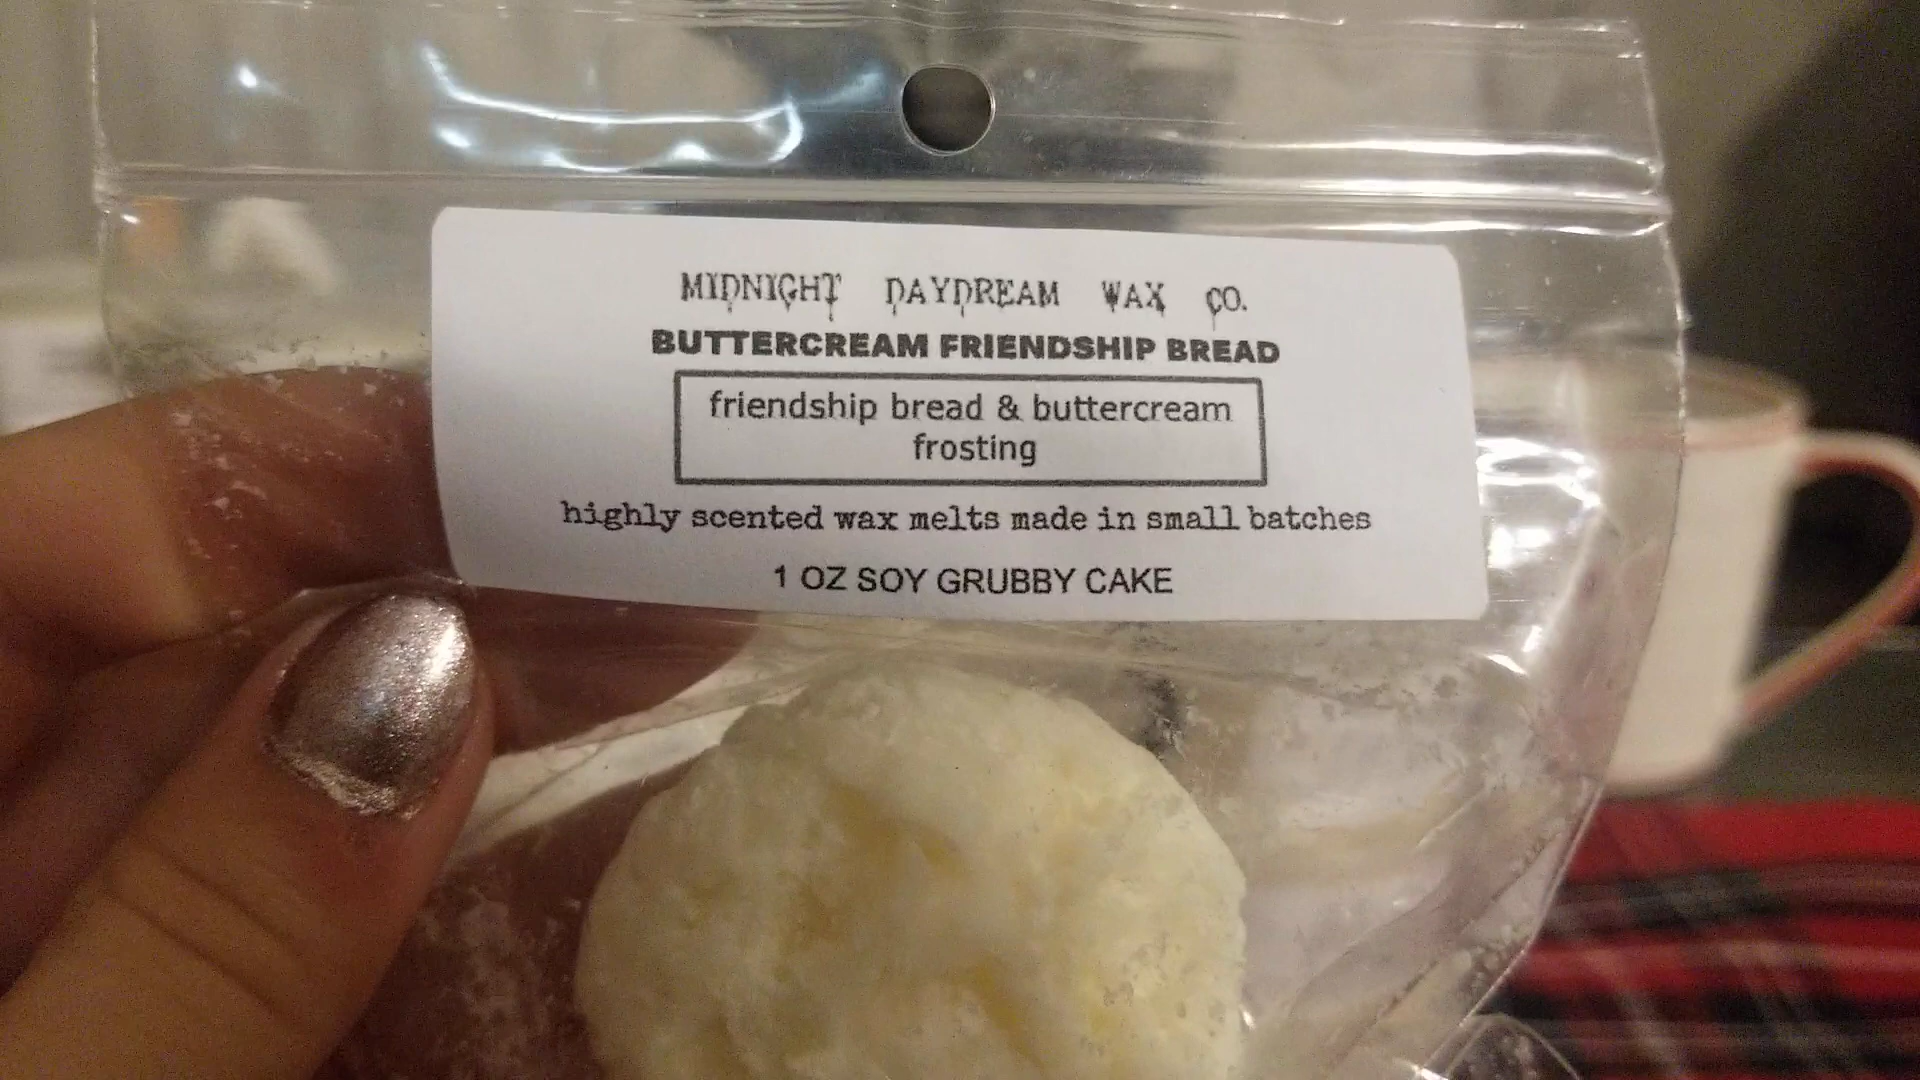 MIDNIGHT DAYDREAM WAX CO.
BUTTERCREAM FRIENDSHIP BREAD
friendship bread & buttercream
frosting
highly scented wax melts made in small batches
1 OZ SOY GRUBBY CAKE